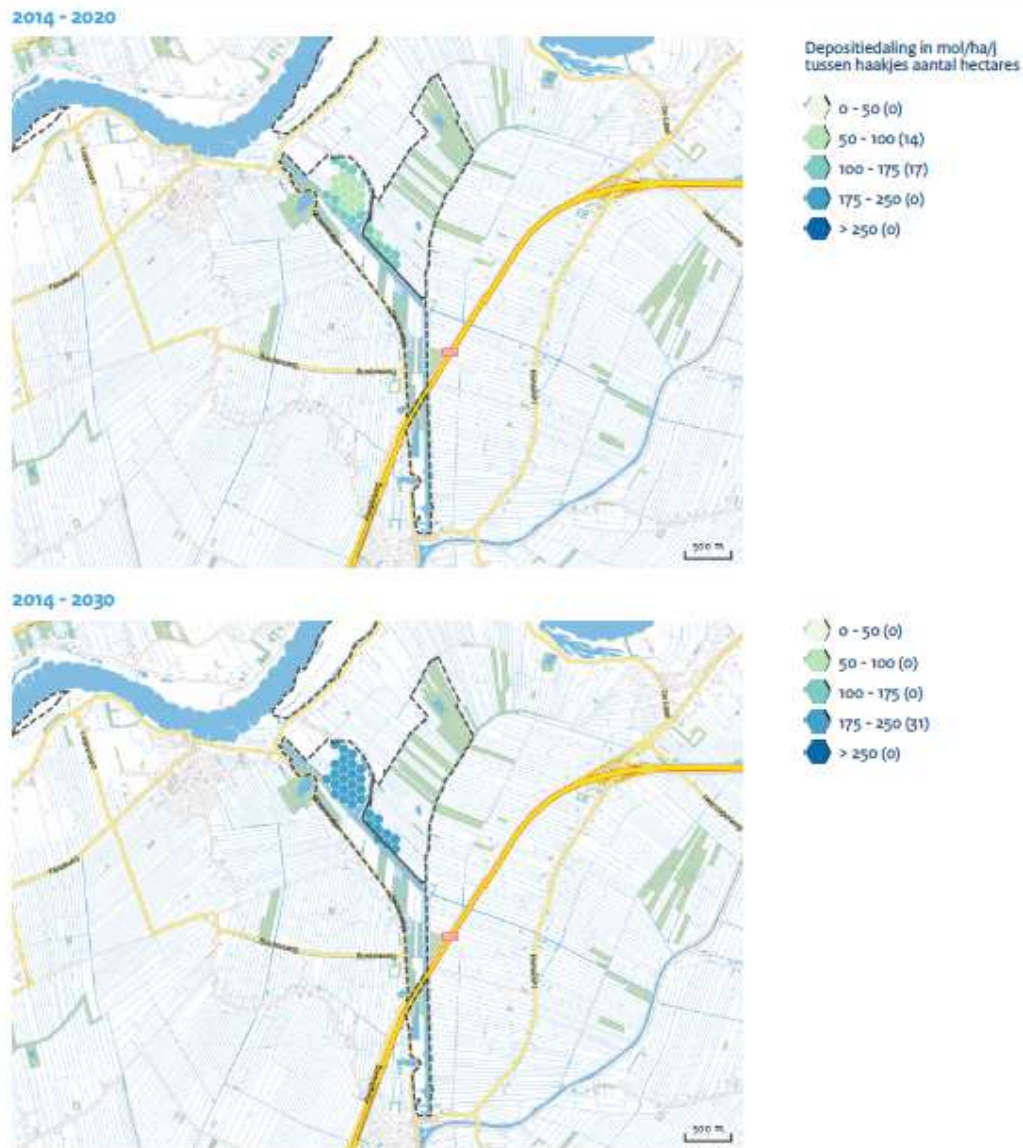 2014 - 2020
Depositiedaling in mol/ha/j
tussen haakjes aantal hectares
0 - 50 (0)
50 - 100 (14)
100 - 175 (17)
175 - 250 (0)
> 250 (0)
500 m
2014 - 2030
0 - 50 (0)
50 - 100 (0)
100 - 175 (0)
175 - 250 (31)
> 250 (0)
500 m